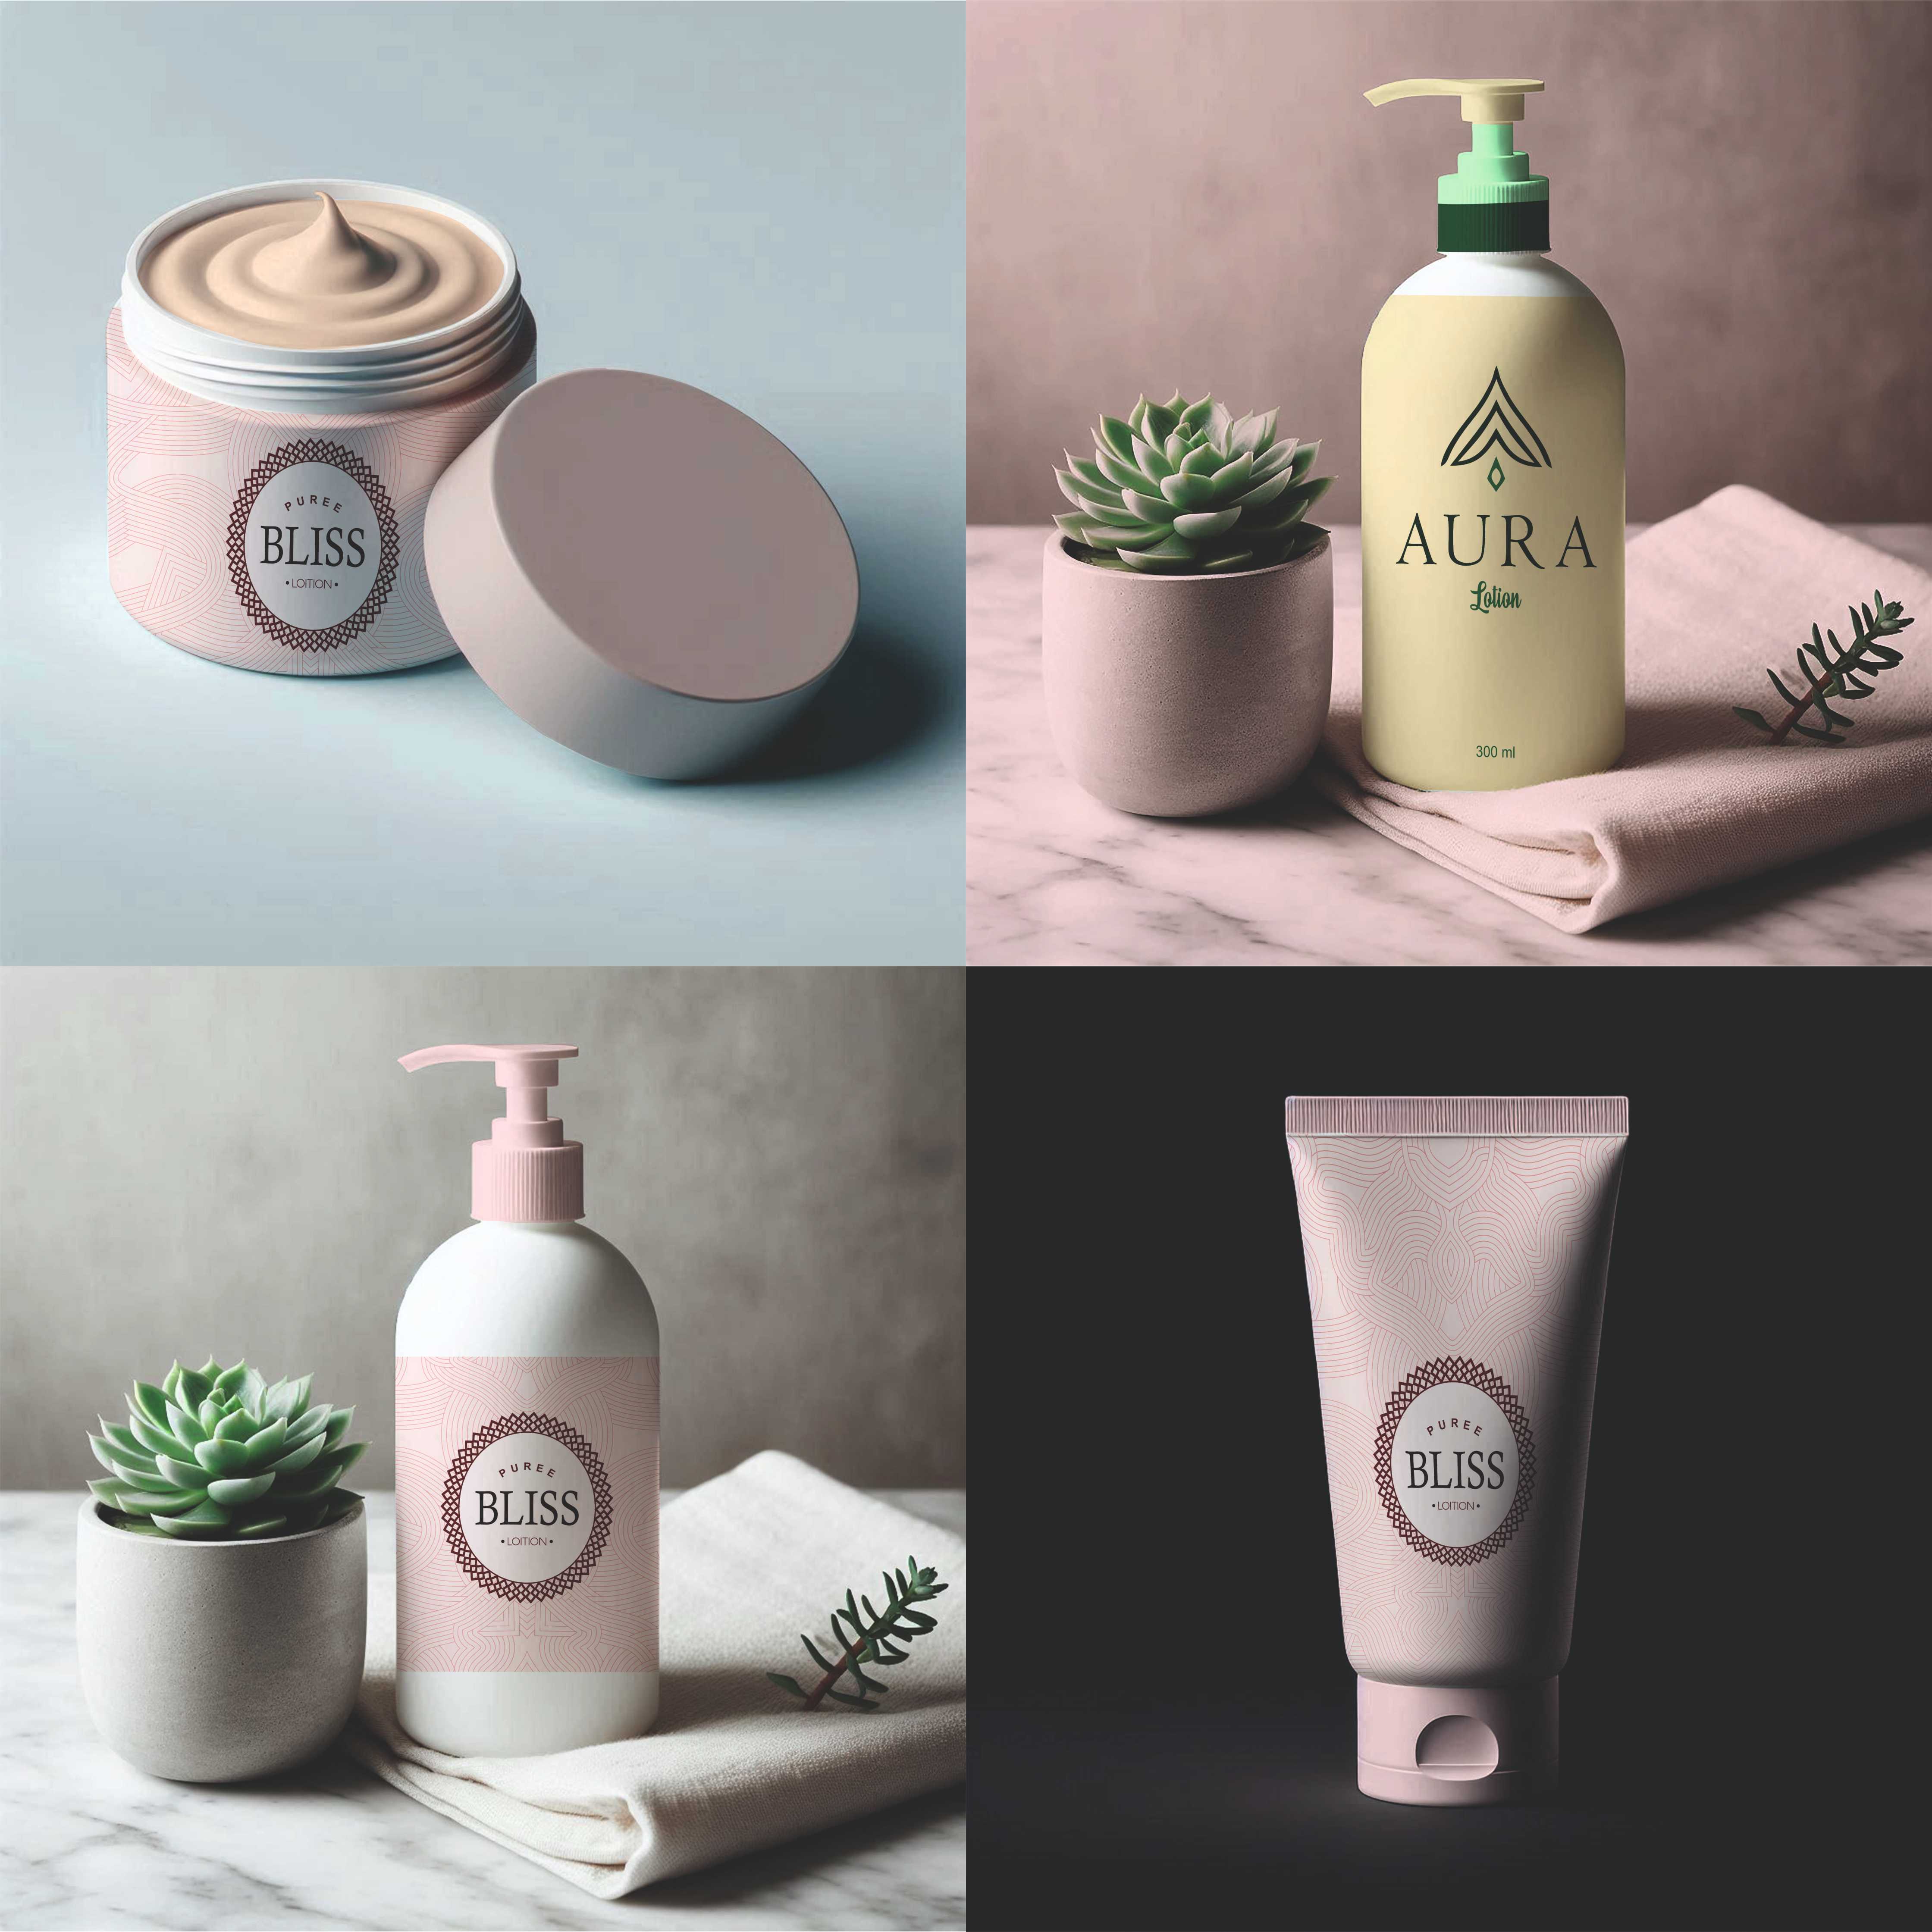 PUREE
BLISS
• LOITION •
AURA
Lotion
300 ml
PUREE
BLISS
• LOITION •
PUREE
BLISS
• LOITION •